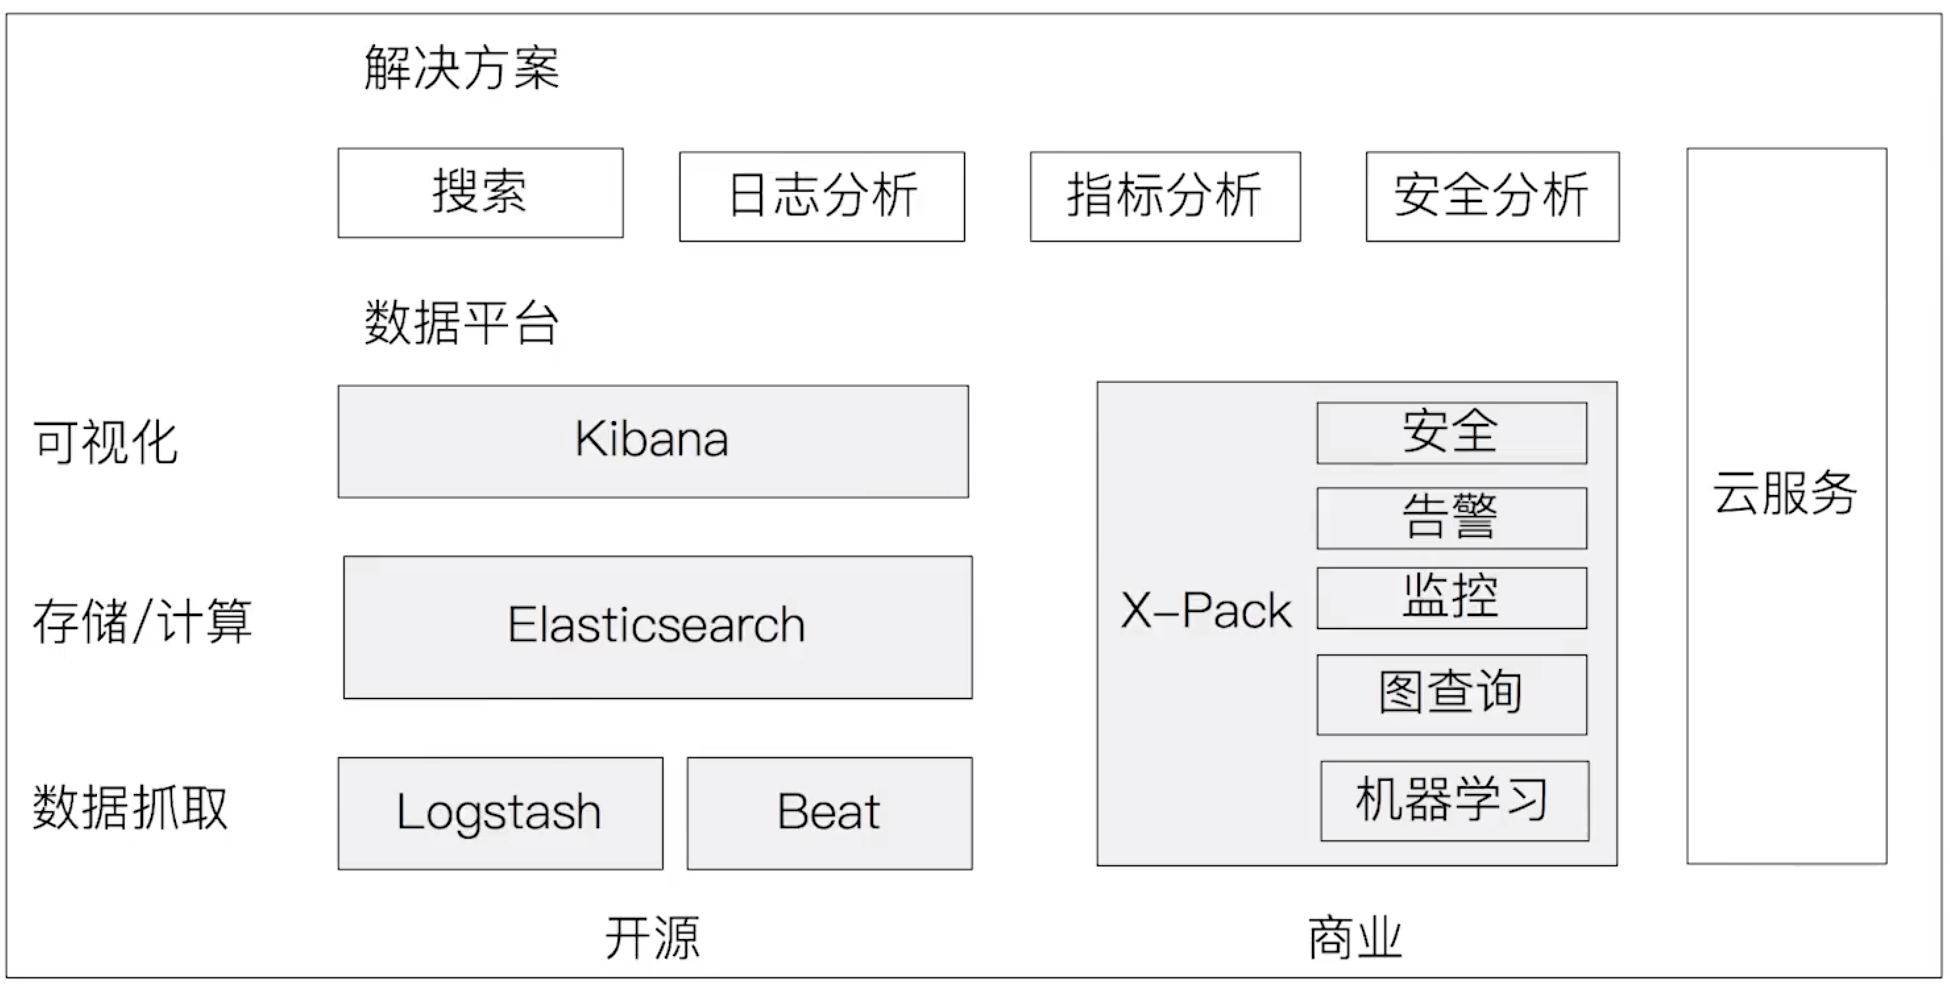 解决方案
搜索
日志分析
指标分析
安全分析
数据平台
可视化
Kibana
存储/计算
Elasticsearch
数据抓取
Logstash
Beat
X-Pack
安全
告警
监控
图查询
机器学习
云服务
开源
商业